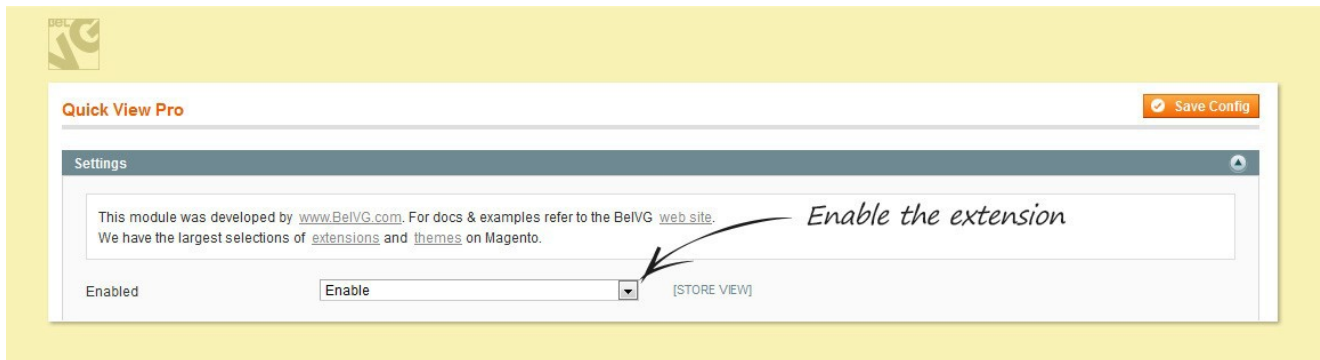 BELVG
Quick View Pro
Save Config
Settings
This module was developed by www.BelVG.com. For docs & examples refer to the BelVG web site.
We have the largest selections of extensions and themes on Magento.
Enable the extension
Enabled
Enable
[STORE VIEW]